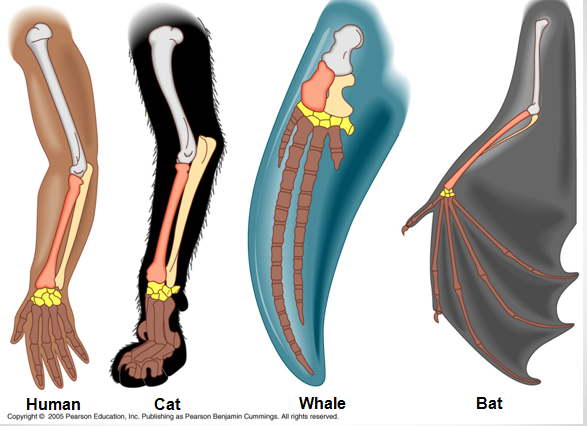 Human Cat Whale Bat
Copyright © 2005 Pearson Education, Inc. Publishing as Pearson Benjamin Cummings. All rights reserved.